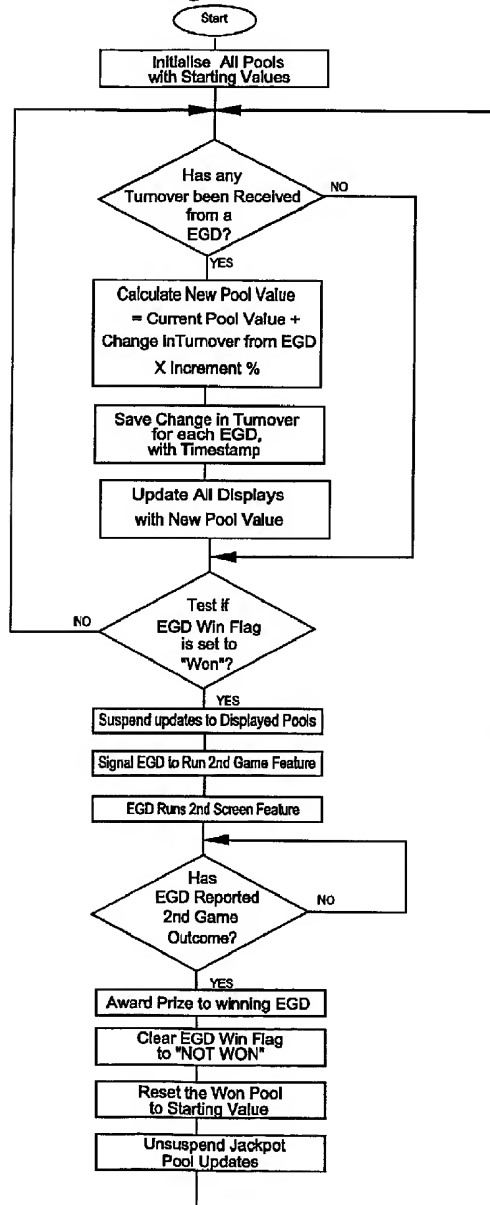 Start
Initialise All Pools
with Starting Values
Has any
Turnover been Received
from a
EGD?
NO
YES
Calculate New Pool Value
= Current Pool Value +
Change inTurnover from EGD
X Increment %
Save Change in Turnover
for each EGD,
with Timestamp
Update All Displays
with New Pool Value
Test if
EGD Win Flag
is set to
"Won"?
NO
YES
Suspend updates to Displayed Pools
Signal EGD to Run 2nd Game Feature
EGD Runs 2nd Screen Feature
Has
EGD Reported
2nd Game
Outcome?
NO
YES
Award Prize to winning EGD
Clear EGD Win Flag
to "NOT WON"
Reset the Won Pool
to Starting Value
Unsuspend Jackpot
Pool Updates